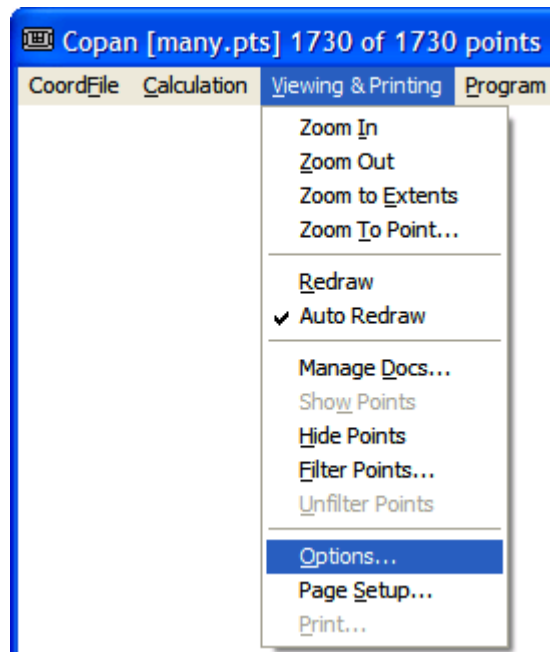 Copan [many.pts] 1730 of 1730 points
CoordFile Calculation Viewing & Printing Program
Zoom In
Zoom Out
Zoom to Extents
Zoom To Point...
Redraw
✓ Auto Redraw
Manage Docs...
Show Points
Hide Points
Filter Points...
Unfilter Points
Options...
Page Setup...
Print...